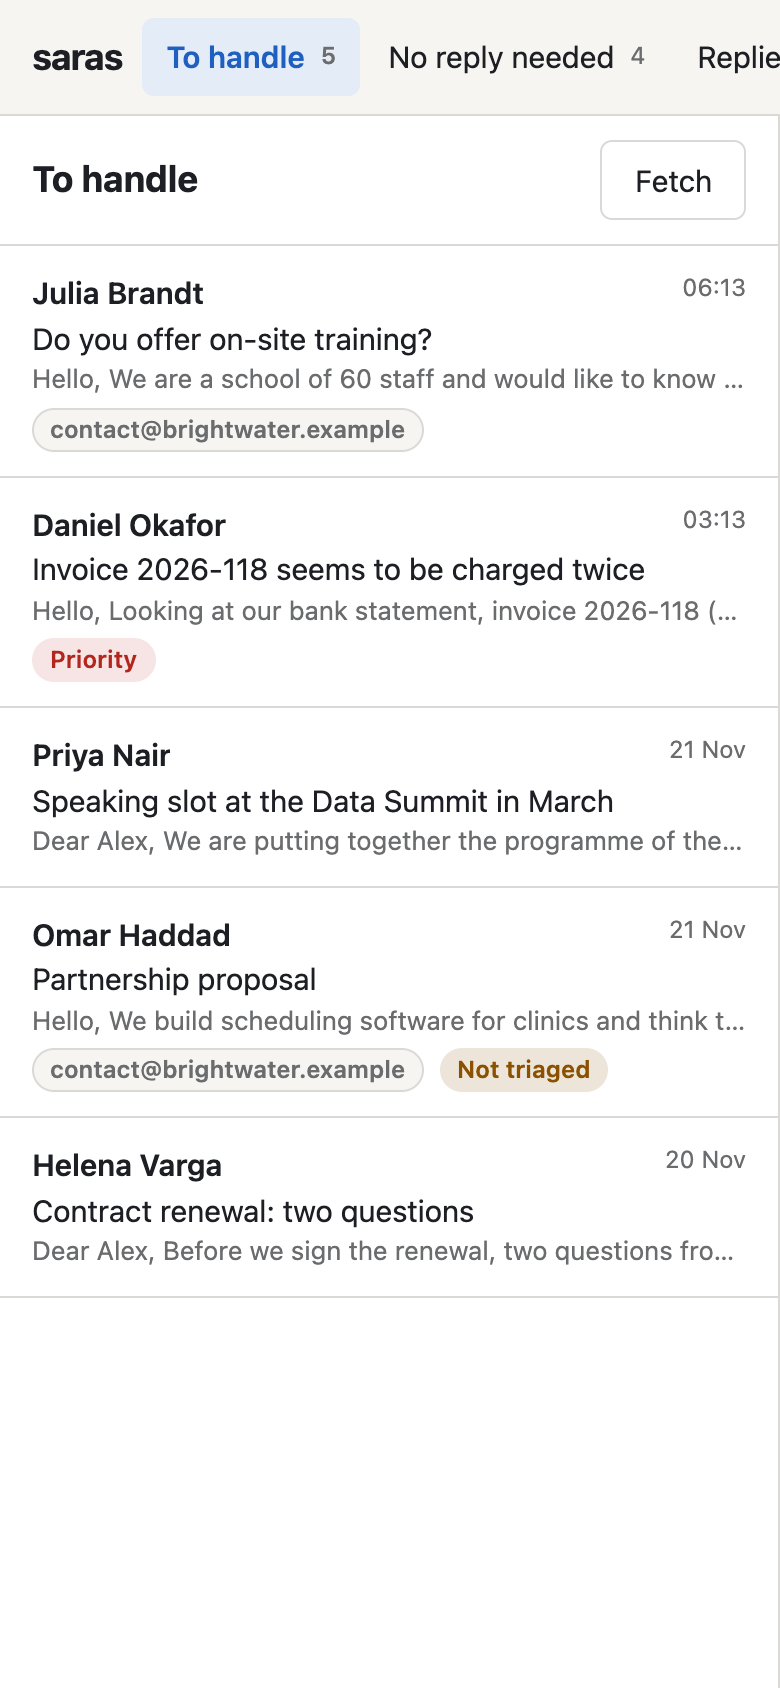 saras To handle 5 No reply needed 4 Replie
To handle Fetch
Julia Brandt 06:13
Do you offer on-site training?
Hello, We are a school of 60 staff and would like to know ...
contact@brightwater.example
Daniel Okafor 03:13
Invoice 2026-118 seems to be charged twice
Hello, Looking at our bank statement, invoice 2026-118 (...
Priority
Priya Nair 21 Nov
Speaking slot at the Data Summit in March
Dear Alex, We are putting together the programme of the...
Omar Haddad 21 Nov
Partnership proposal
Hello, We build scheduling software for clinics and think t...
contact@brightwater.example Not triaged
Helena Varga 20 Nov
Contract renewal: two questions
Dear Alex, Before we sign the renewal, two questions fro...